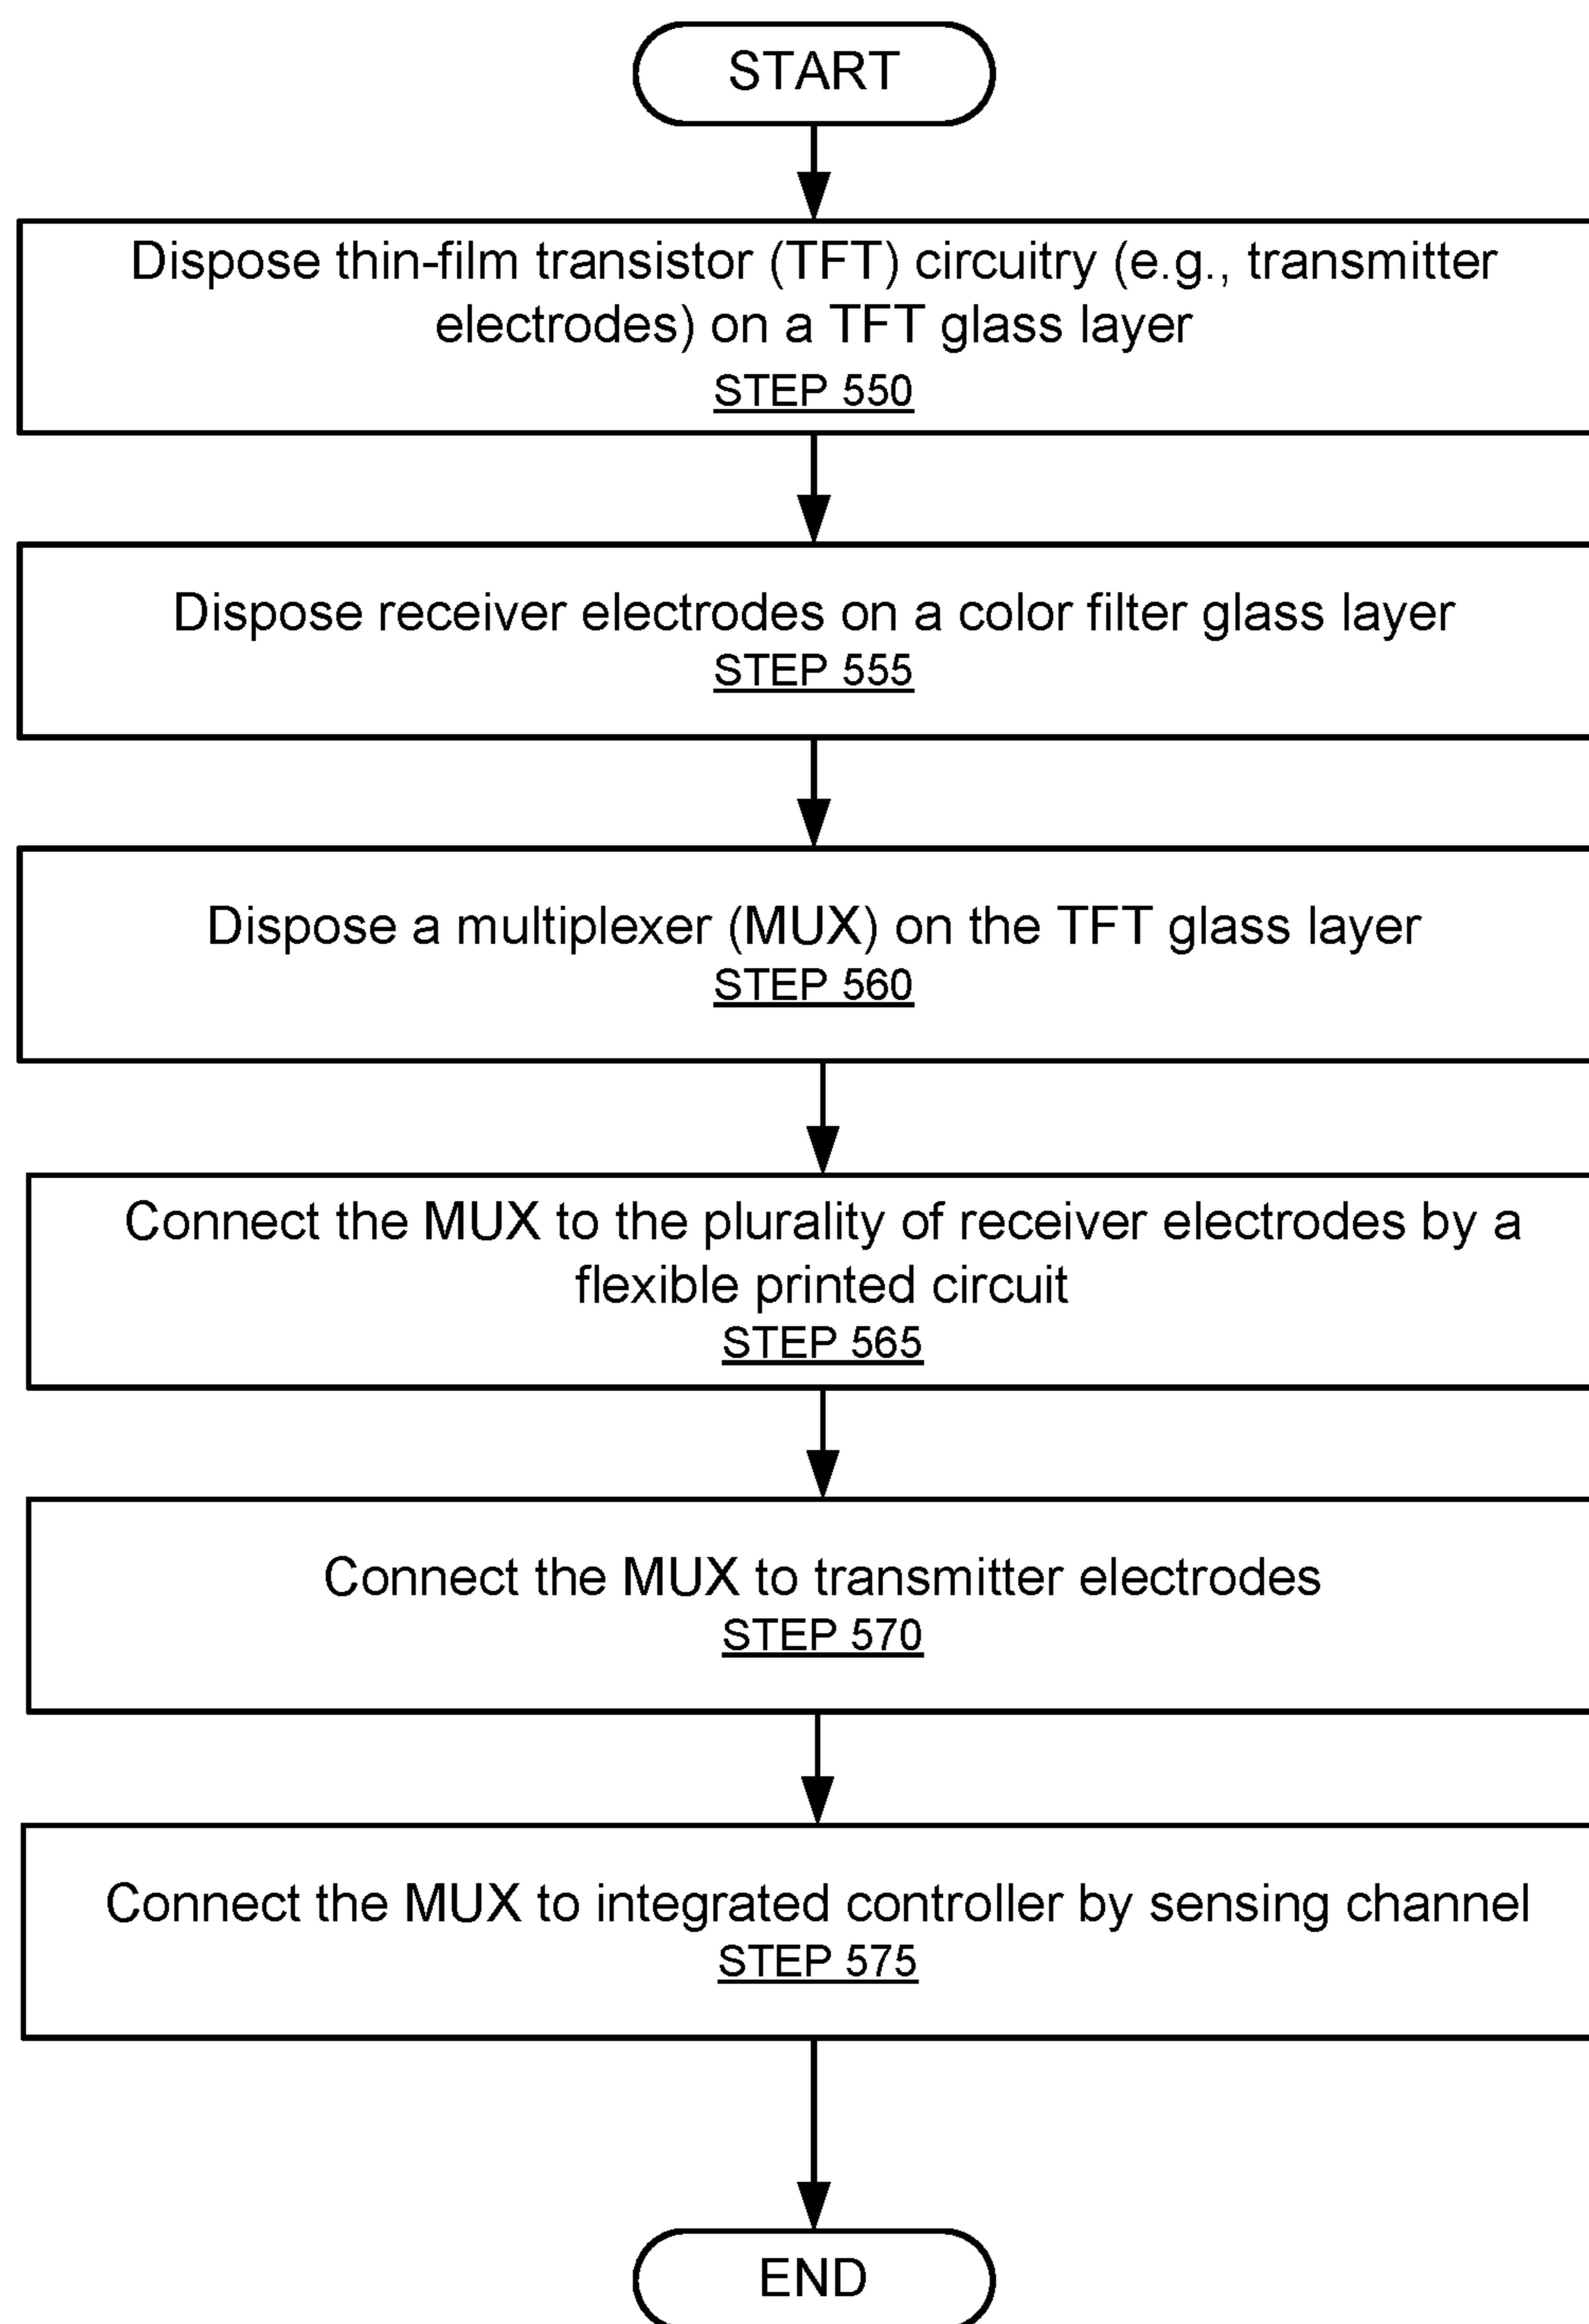 START
Dispose thin-film transistor (TFT) circuitry (e.g., transmitter
electrodes) on a TFT glass layer
STEP 550
Dispose receiver electrodes on a color filter glass layer
STEP 555
Dispose a multiplexer (MUX) on the TFT glass layer
STEP 560
Connect the MUX to the plurality of receiver electrodes by a
flexible printed circuit
STEP 565
Connect the MUX to transmitter electrodes
STEP 570
Connect the MUX to integrated controller by sensing channel
STEP 575
END